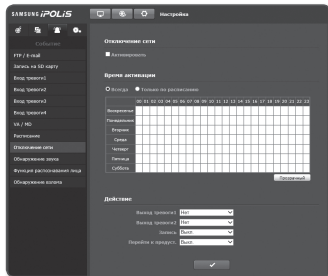 SAMSUNG iPOLiS
Настройка
События
FTP / E-mail
Запись на SD карту
Вход тревоги1
Вход тревоги2
Вход тревоги3
Вход тревоги4
VA / MD
Расписание
Отключение сети
Обнаружение звука
Функция распознавания лица
Обнаружение взлома
Отключение сети
Активировать
Время активации
Всегда Только по расписанию
00 01 02 03 04 05 06 07 08 09 10 11 12 13 14 15 16 17 18 19 20 21 22 23
Воскресенье
Понедельник
Вторник
Среда
Четверг
Пятница
Суббота
Прозрачный
Действие
Выход тревоги1 Нет
Выход тревоги2 Нет
Запись Выкл
Перейти к предуст. Выкл